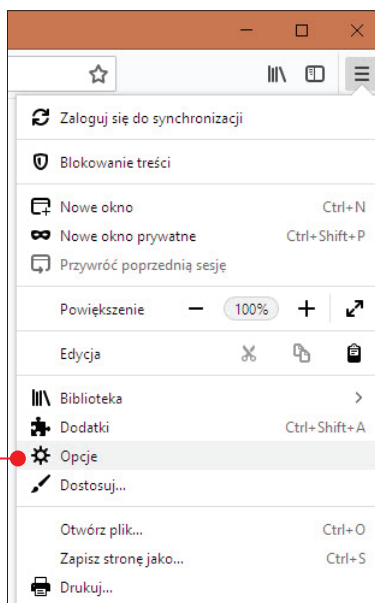 Zaloguj się do synchronizacji
Blokowanie treści
Nowe okno Ctrl+N
Nowe okno prywatne Ctrl+Shift+P
Przywróć poprzednią sesję
Powiększenie 100%
Edycja
Biblioteka
Dodatki Ctrl+Shift+A
Opcje
Dostosuj...
Otwórz plik... Ctrl+O
Zapisz stronę jako... Ctrl+S
Drukuj...